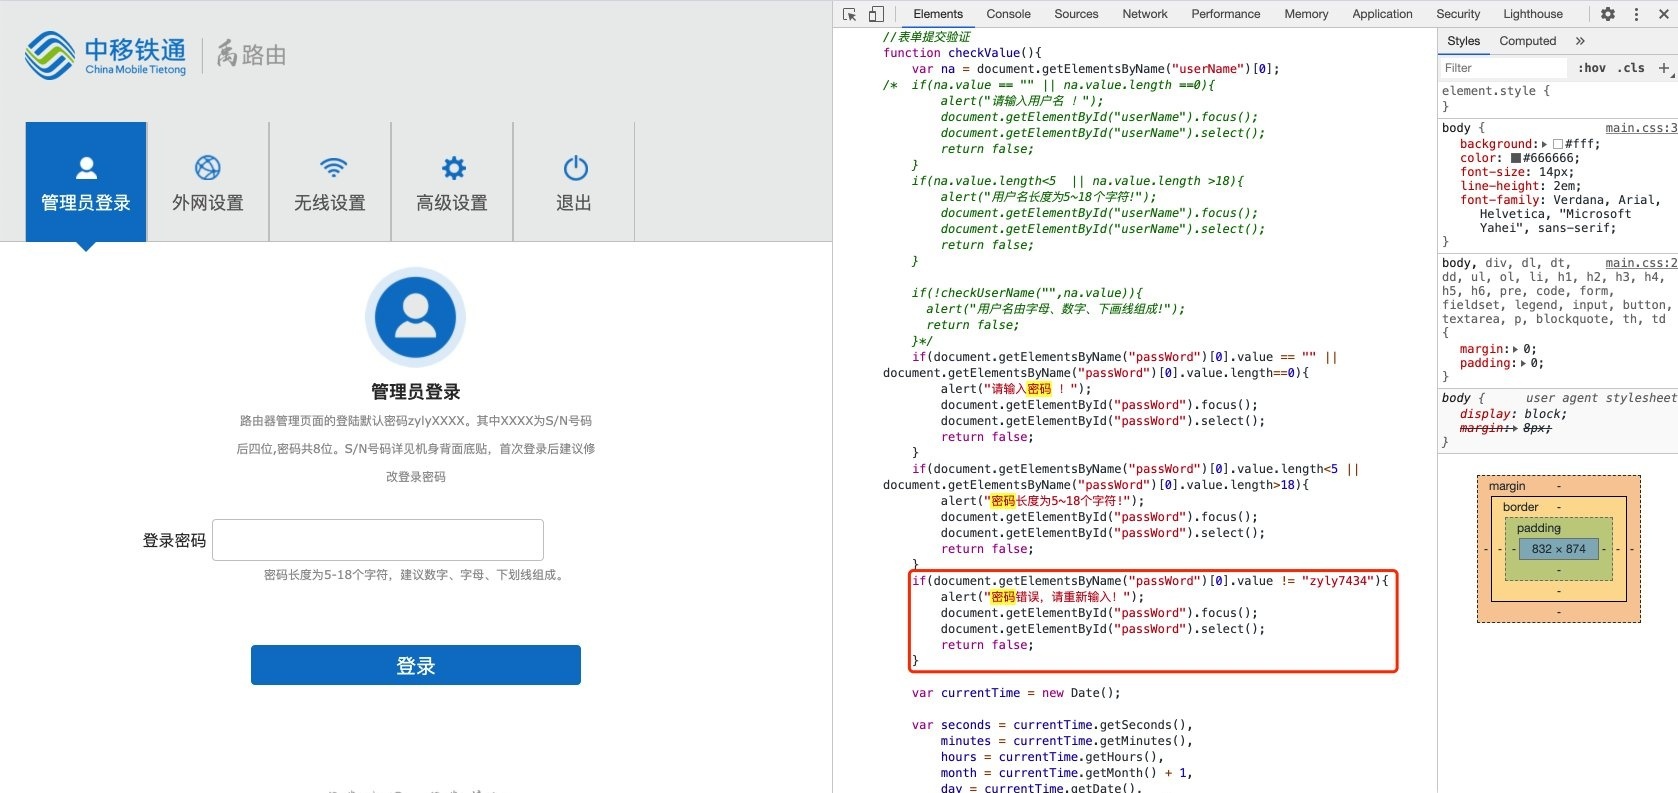 中移铁通
China Mobile Tietong
禹路由
管理员登录
外网设置
无线设置
高级设置
退出
管理员登录
路由器管理页面的登陆默认密码zylyXXXX。其中XXXX为S/N号码
后四位,密码共8位。S/N号码详见机身背面底贴，首次登录后建议修
改登录密码
登录密码
密码长度为5-18个字符，建议数字、字母、下划线组成。
登录
Elements Console Sources Network Performance Memory Application Security Lighthouse
//表单提交验证
function checkValue(){
var na = document.getElementsByName("userName")[0];
/* if(na.value == "" || na.value.length ==0){
alert("请输入用户名 ! ");
document.getElementById("userName").focus();
document.getElementById("userName").select();
return false;
}
if(na.value.length<5 || na.value.length >18){
alert("用户名长度为5~18个字符!");
document.getElementById("userName").focus();
document.getElementById("userName").select();
return false;
}
if(!checkUserName("",na.value)){
alert("用户名由字母、数字、下画线组成!");
return false;
}*/
if(document.getElementsByName("passWord")[0].value == "" ||
document.getElementsByName("passWord")[0].value.length==0){
alert("请输入密码 ! ");
document.getElementById("passWord").focus();
document.getElementById("passWord").select();
return false;
}
if(document.getElementsByName("passWord")[0].value.length<5 ||
document.getElementsByName("passWord")[0].value.length>18){
alert("密码长度为5~18个字符!");
document.getElementById("passWord").focus();
document.getElementById("passWord").select();
return false;
}
if(document.getElementsByName("passWord")[0].value != "zyly7434"){
alert("密码错误，请重新输入! ");
document.getElementById("passWord").focus();
document.getElementById("passWord").select();
return false;
}
var currentTime = new Date();
var seconds = currentTime.getSeconds(),
minutes = currentTime.getMinutes(),
hours = currentTime.getHours(),
month = currentTime.getMonth() + 1,
day = currentTime.getDate(),
Styles Computed »
Filter :hov .cls +
element.style {
}
body { main.css:3
background: #fff;
color: #666666;
font-size: 14px;
line-height: 2em;
font-family: Verdana, Arial,
Helvetica, "Microsoft
Yahei", sans-serif;
}
body, div, dl, dt, main.css:2
dd, ul, ol, li, h1, h2, h3, h4,
h5, h6, pre, code, form,
fieldset, legend, input, button,
textarea, p, blockquote, th, td
{
margin: 0;
padding: 0;
}
body { user agent stylesheet
display: block;
margin: 8px;
}
margin -
border -
padding -
- - - 832 × 874 - - -
-
-
-